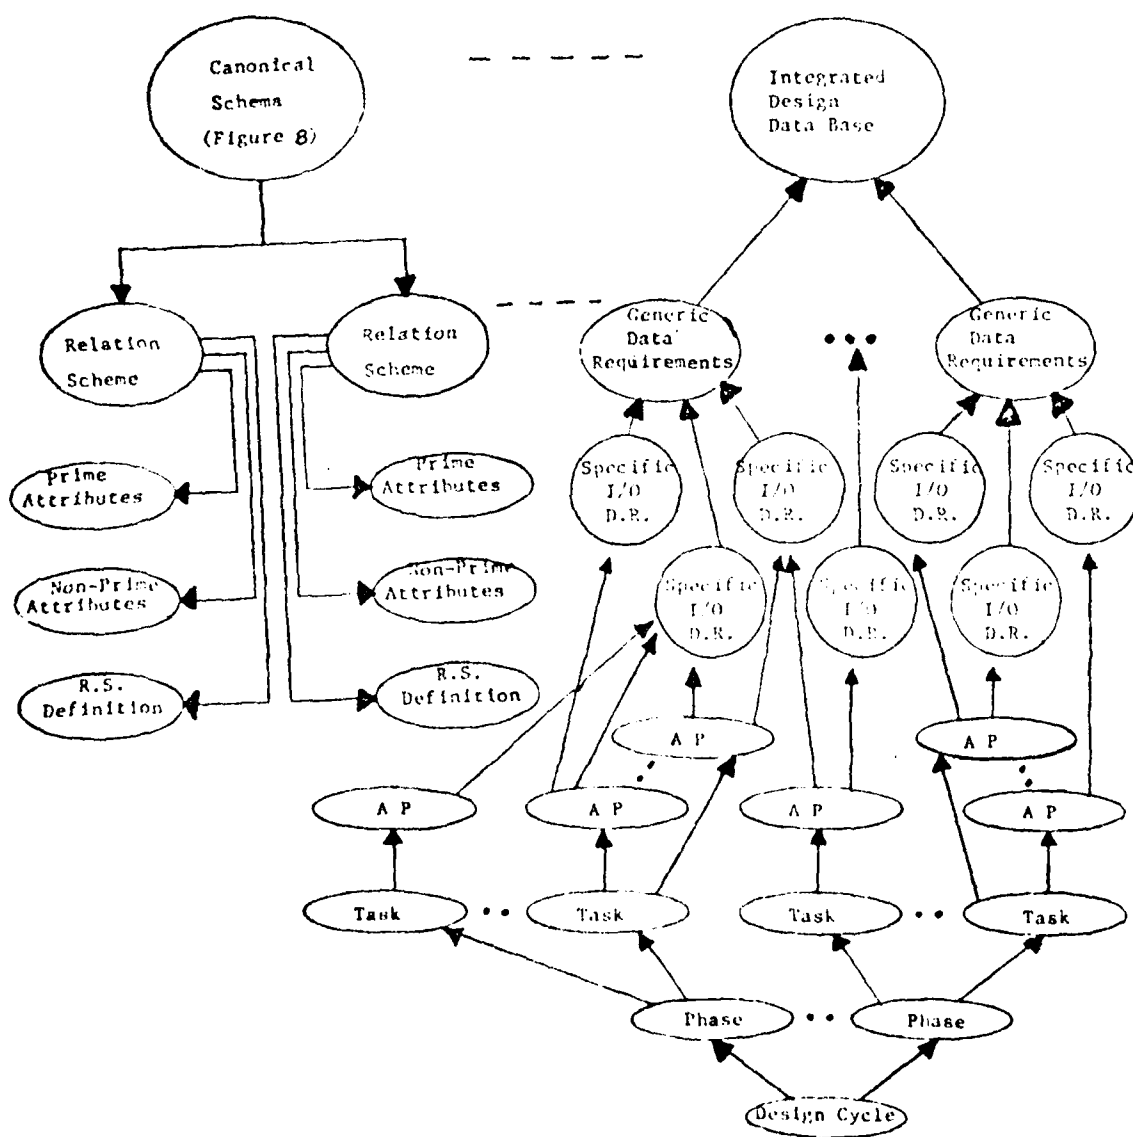 Canonical
Schema
(Figure 8)
Integrated
Design
Data Base
Relation
Scheme
Relation
Scheme
Generic
Data
Requirements
Generic
Data
Requirements
Prime
Attributes
Prime
Attributes
Specific
I/O
D.R.
Specific
I/O
D.R.
Specific
I/O
D.R.
Specific
I/O
D.R.
Non-Prime
Attributes
Non-Prime
Attributes
Specific
I/O
D.R.
Specific
I/O
D.R.
Specific
I/O
D.R.
R.S.
Definition
R.S.
Definition
A P
A P
A P
A P
A P
A P
Task
Task
Task
Task
Phase
Phase
Design Cycle